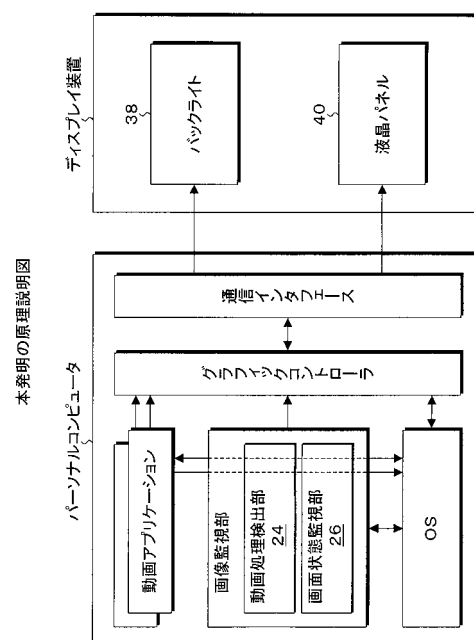 本発明の原理説明図
パーソナルコンピュータ
動画アプリケーション
画像監視部
動画処理検出部
24
画面状態監視部
26
OS
グラフィックコントローラ
通信インタフェース
ディスプレイ装置
38
バックライト
40
液晶パネル